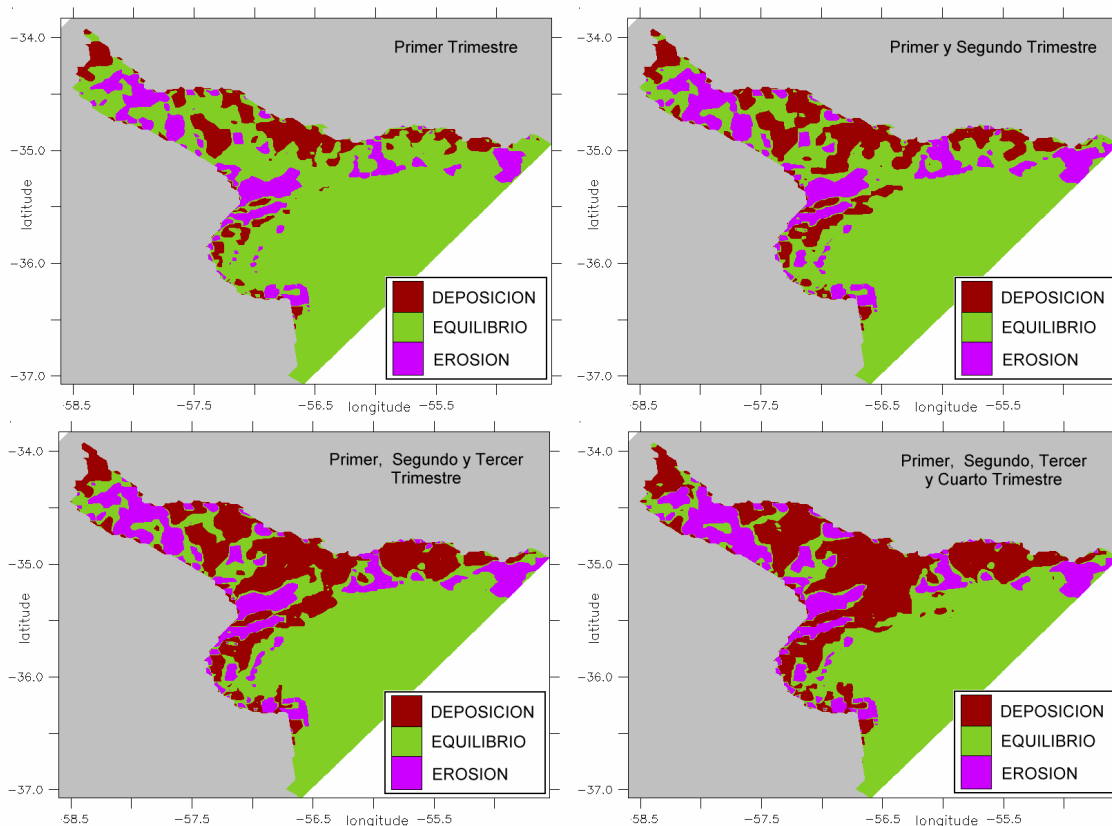 Primer Trimestre
-34.0
-35.0
-36.0
-37.0
latitude
DEPOSICION
EQUILIBRIO
EROSION
-58.5
-57.5
-56.5
-55.5
longitude
Primer y Segundo Trimestre
-34.0
-35.0
-36.0
-37.0
latitude
DEPOSICION
EQUILIBRIO
EROSION
-58.5
-57.5
-56.5
-55.5
longitude
Primer, Segundo y Tercer
Trimestre
-34.0
-35.0
-36.0
-37.0
latitude
DEPOSICION
EQUILIBRIO
EROSION
-58.5
-57.5
-56.5
-55.5
longitude
Primer, Segundo, Tercer
y Cuarto Trimestre
-34.0
-35.0
-36.0
-37.0
latitude
DEPOSICION
EQUILIBRIO
EROSION
-58.5
-57.5
-56.5
-55.5
longitude